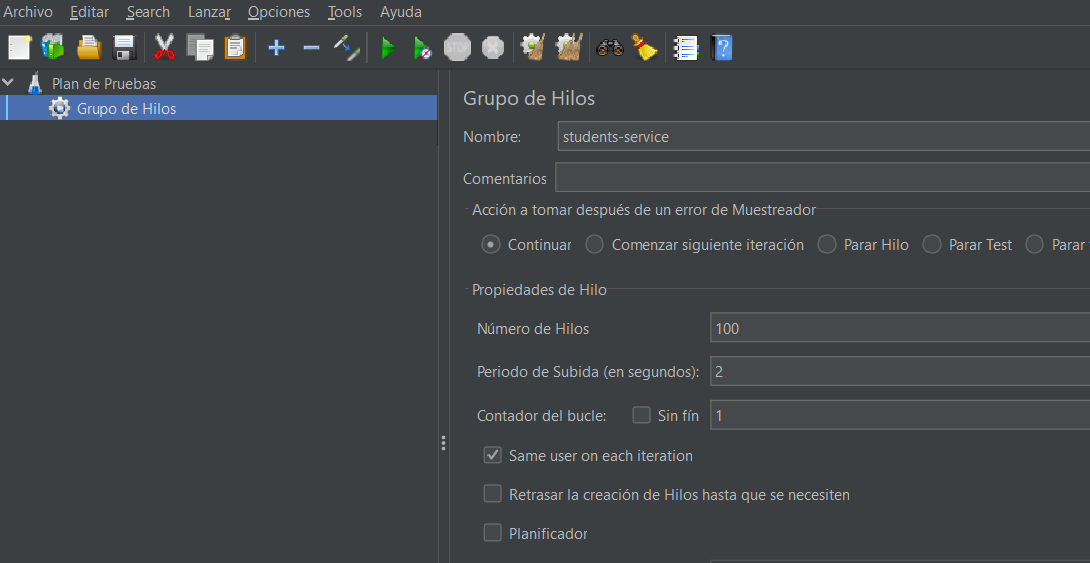 Archivo Editar Search Lanzar Opciones Tools Ayuda
STOP
Plan de Pruebas
Grupo de Hilos
Grupo de Hilos
Nombre: students-service
Comentarios
Acción a tomar después de un error de Muestreador
Continuar Comenzar siguiente iteración Parar Hilo Parar Test Parar
Propiedades de Hilo
Número de Hilos 100
Periodo de Subida (en segundos): 2
Contador del bucle: Sin fín 1
Same user on each iteration
Retrasar la creación de Hilos hasta que se necesiten
Planificador